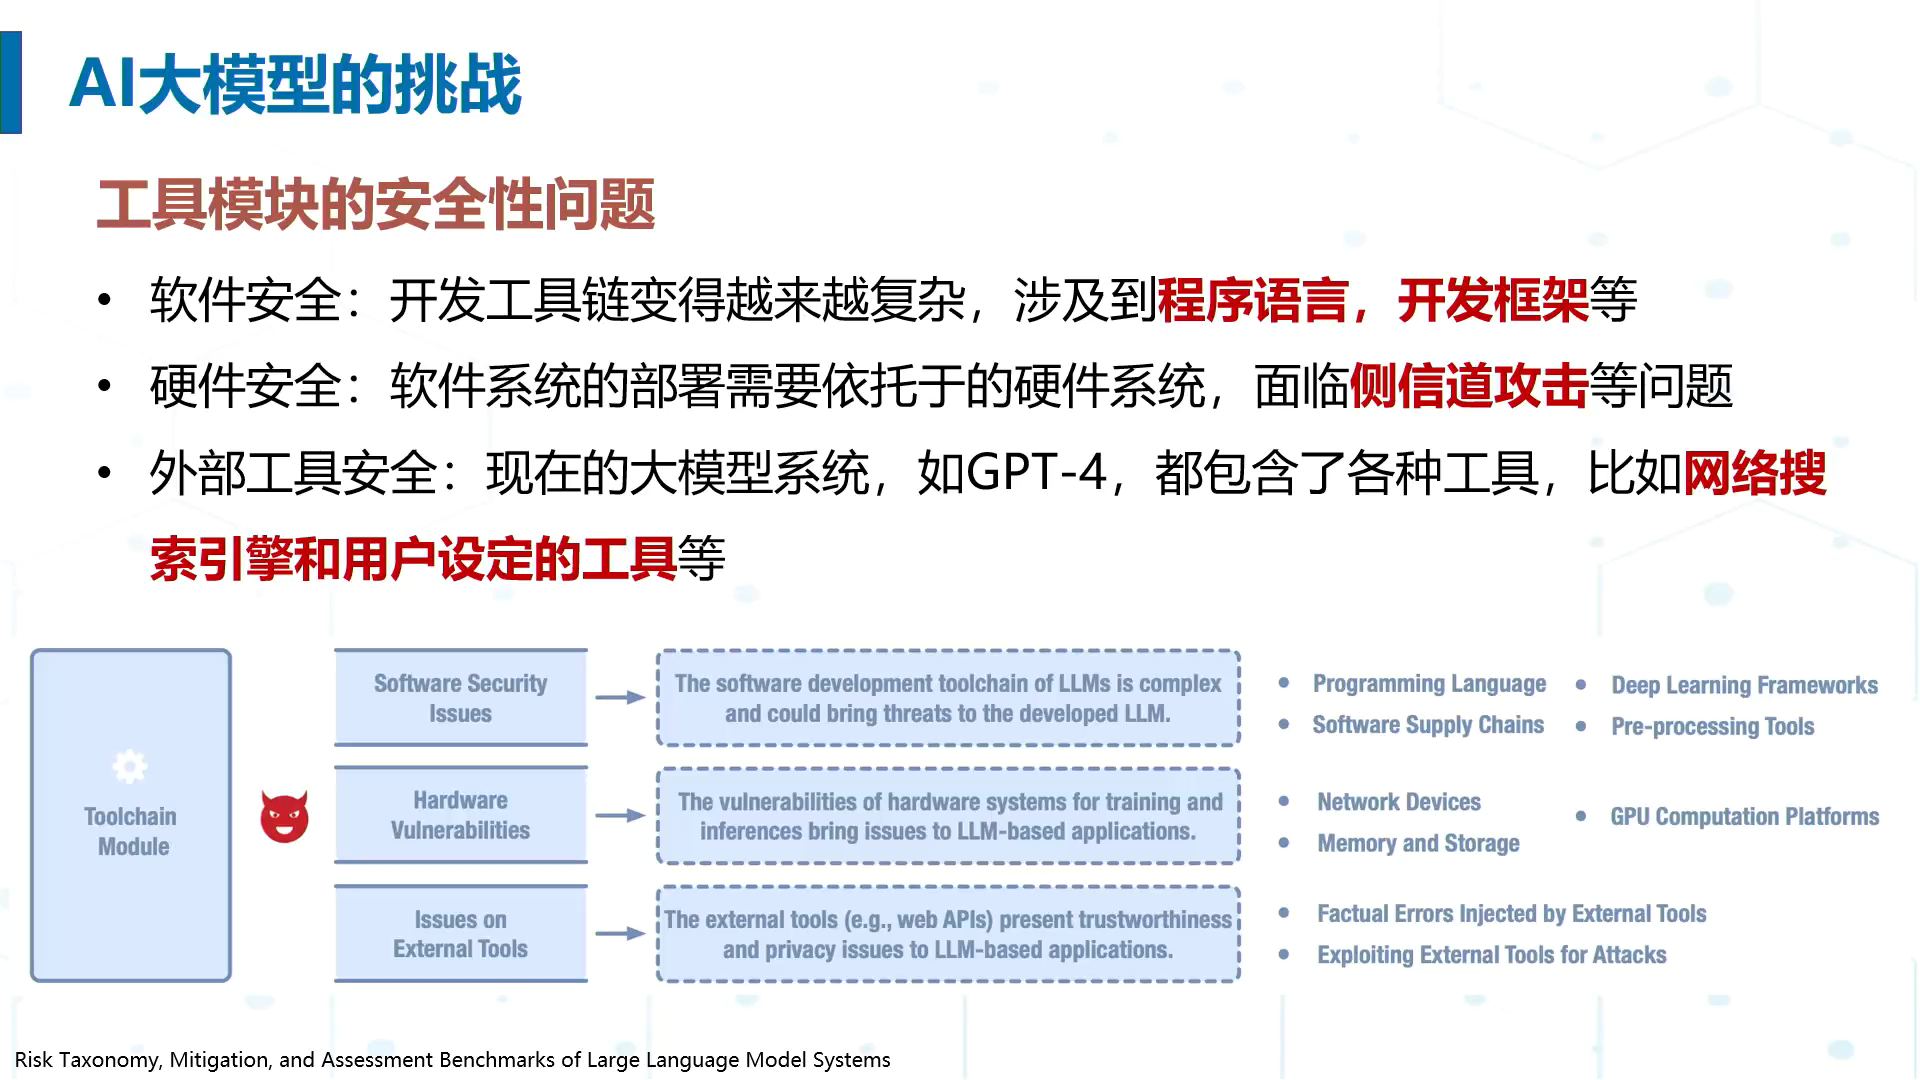 AI大模型的挑战
工具模块的安全性问题
• 软件安全：开发工具链变得越来越复杂，涉及到程序语言，开发框架等
• 硬件安全：软件系统的部署需要依托于的硬件系统，面临侧信道攻击等问题
• 外部工具安全：现在的大模型系统，如GPT-4，都包含了各种工具，比如网络搜
索引擎和用户设定的工具等
Toolchain
Module
Software Security
Issues
The software development toolchain of LLMs is complex
and could bring threats to the developed LLM.
• Programming Language
• Software Supply Chains
• Deep Learning Frameworks
• Pre-processing Tools
Hardware
Vulnerabilities
The vulnerabilities of hardware systems for training and
inferences bring issues to LLM-based applications.
• Network Devices
• Memory and Storage
• GPU Computation Platforms
Issues on
External Tools
The external tools (e.g., web APIs) present trustworthiness
and privacy issues to LLM-based applications.
• Factual Errors Injected by External Tools
• Exploiting External Tools for Attacks
Risk Taxonomy, Mitigation, and Assessment Benchmarks of Large Language Model Systems